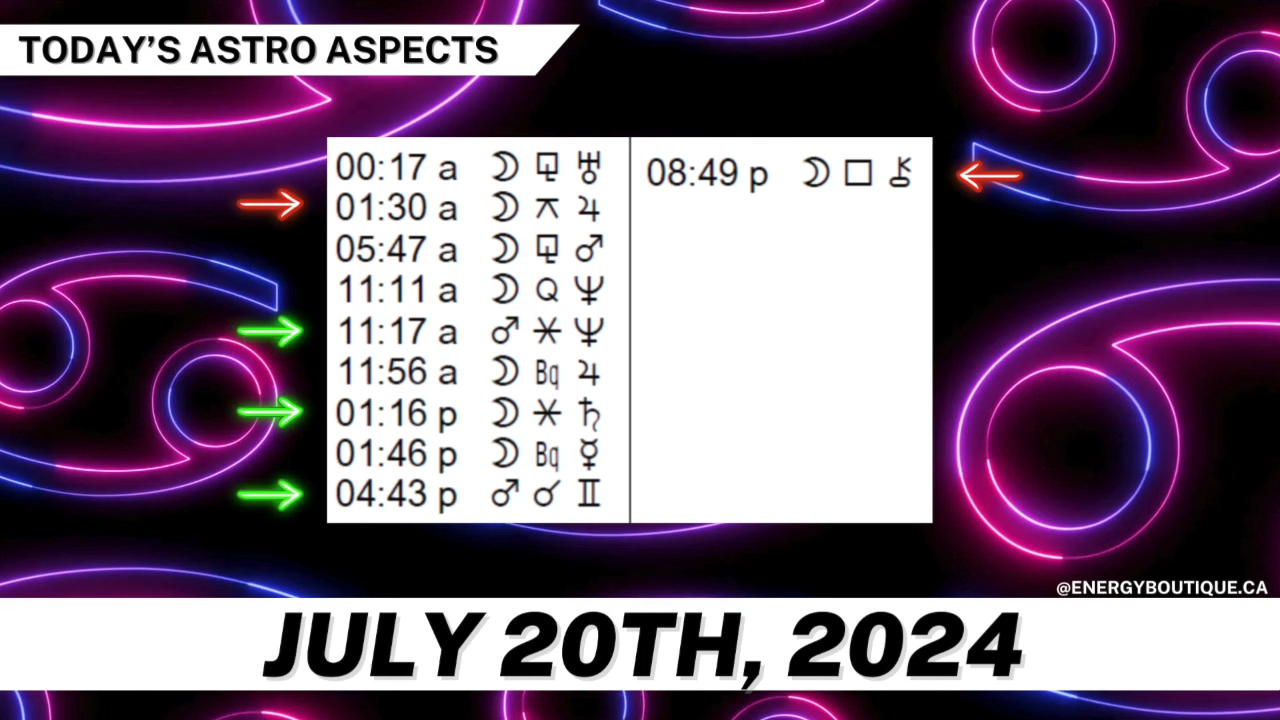 TODAY'S ASTRO ASPECTS
00:17 a ☽ ⚼ ♅
01:30 a ☽ ⚻ ♃
05:47 a ☽ ⚼ ♂
11:11 a ☽ Q ♆
11:17 a ♂ ⚹ ♆
11:56 a ☽ Bq ♃
01:16 p ☽ ⚹ ♄
01:46 p ☽ Bq ☿
04:43 p ♂ ☌ ♊
08:49 p ☽ □ ⚷
@ENERGYBOUTIQUE.CA
JULY 20TH, 2024